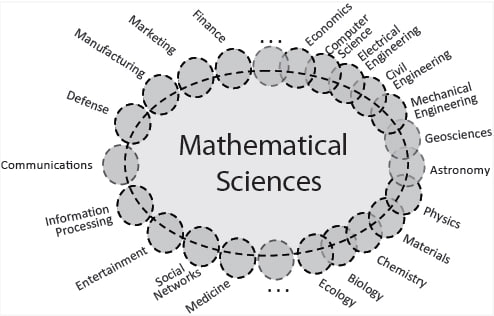 Mathematical
Sciences
...
Economics
Computer
Science
Electrical
Engineering
Civil
Engineering
Mechanical
Engineering
Geosciences
Astronomy
Physics
Materials
Chemistry
Biology
Ecology
...
Medicine
Social
Networks
Entertainment
Information
Processing
Communications
Defense
Manufacturing
Marketing
Finance